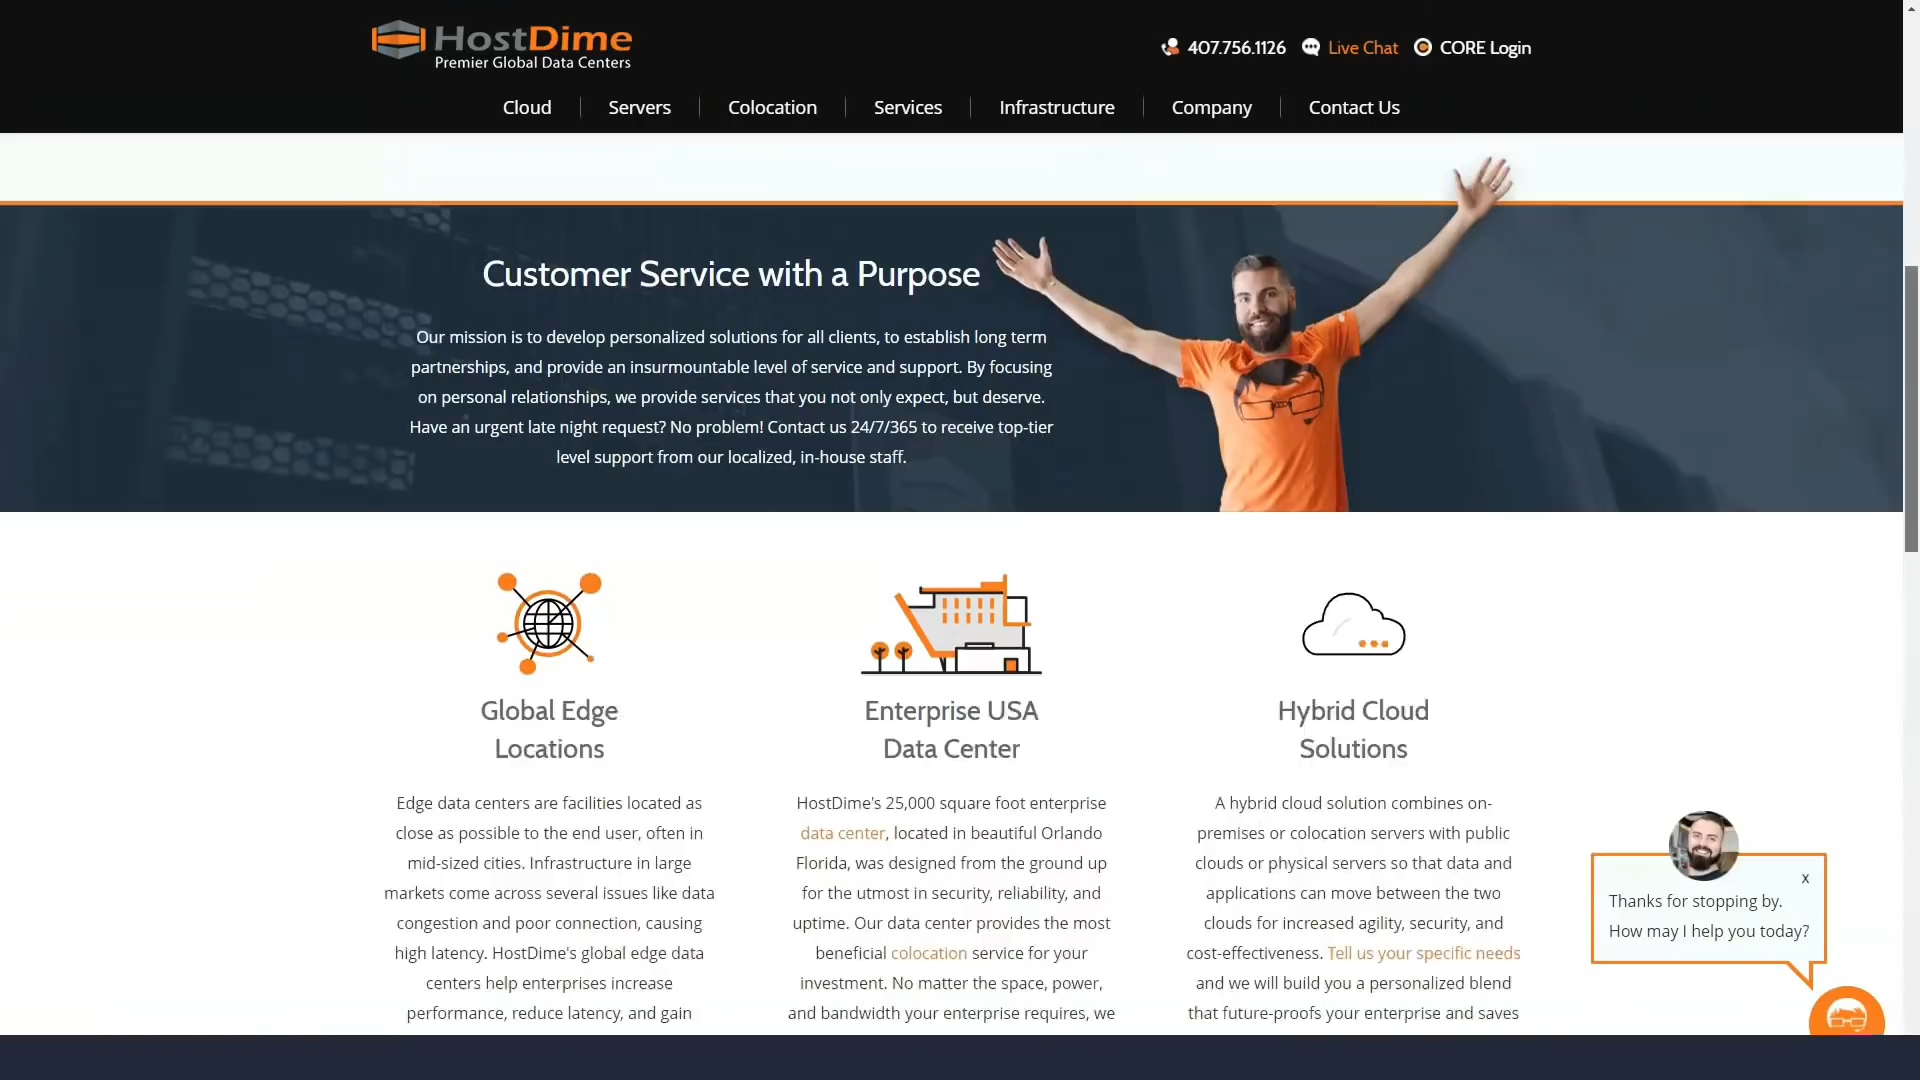 HostDime
Premier Global Data Centers
407.756.1126 Live Chat CORE Login
Cloud Servers Colocation Services Infrastructure Company Contact Us
Customer Service with a Purpose
Our mission is to develop personalized solutions for all clients, to establish long term
partnerships, and provide an insurmountable level of service and support. By focusing
on personal relationships, we provide services that you not only expect, but deserve.
Have an urgent late night request? No problem! Contact us 24/7/365 to receive top-tier
level support from our localized, in-house staff.
Global Edge
Locations
Edge data centers are facilities located as
close as possible to the end user, often in
mid-sized cities. Infrastructure in large
markets come across several issues like data
congestion and poor connection, causing
high latency. HostDime's global edge data
centers help enterprises increase
performance, reduce latency, and gain
Enterprise USA
Data Center
HostDime's 25,000 square foot enterprise
data center, located in beautiful Orlando
Florida, was designed from the ground up
for the utmost in security, reliability, and
uptime. Our data center provides the most
beneficial colocation service for your
investment. No matter the space, power,
and bandwidth your enterprise requires, we
Hybrid Cloud
Solutions
A hybrid cloud solution combines on-
premises or colocation servers with public
clouds or physical servers so that data and
applications can move between the two
clouds for increased agility, security, and
cost-effectiveness. Tell us your specific needs
and we will build you a personalized blend
that future-proofs your enterprise and saves
x
Thanks for stopping by.
How may I help you today?